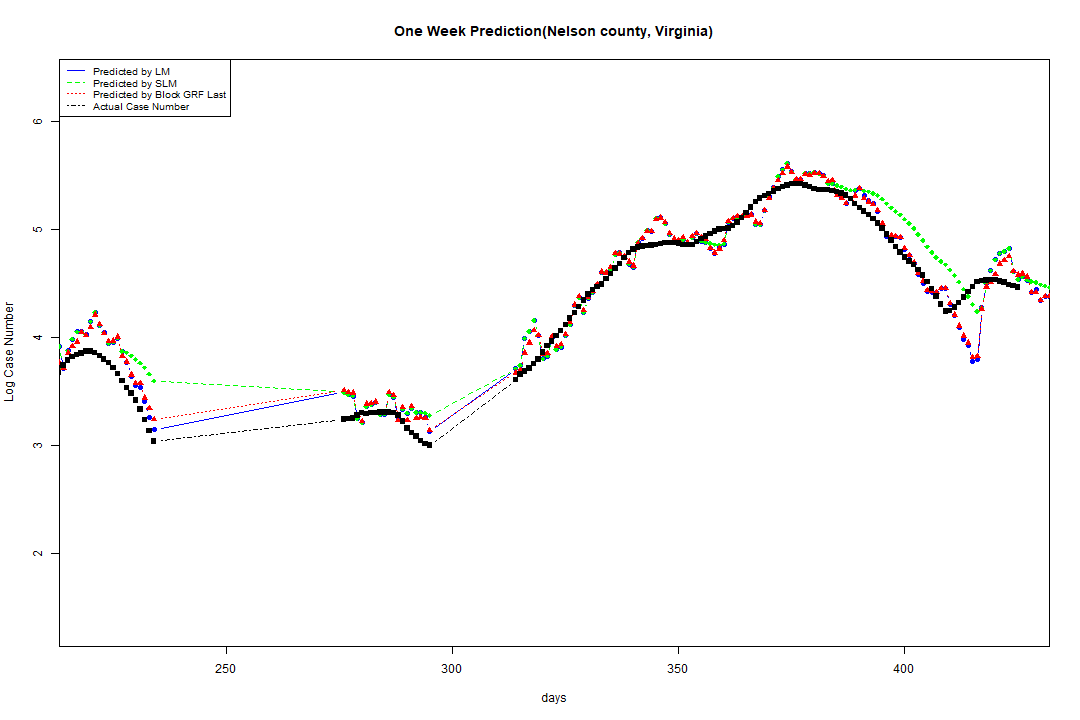 One Week Prediction(Nelson county, Virginia)
Predicted by LM
Predicted by SLM
Predicted by Block GRF Last
Actual Case Number
6
5
4
3
2
Log Case Number
250
300
350
400
days